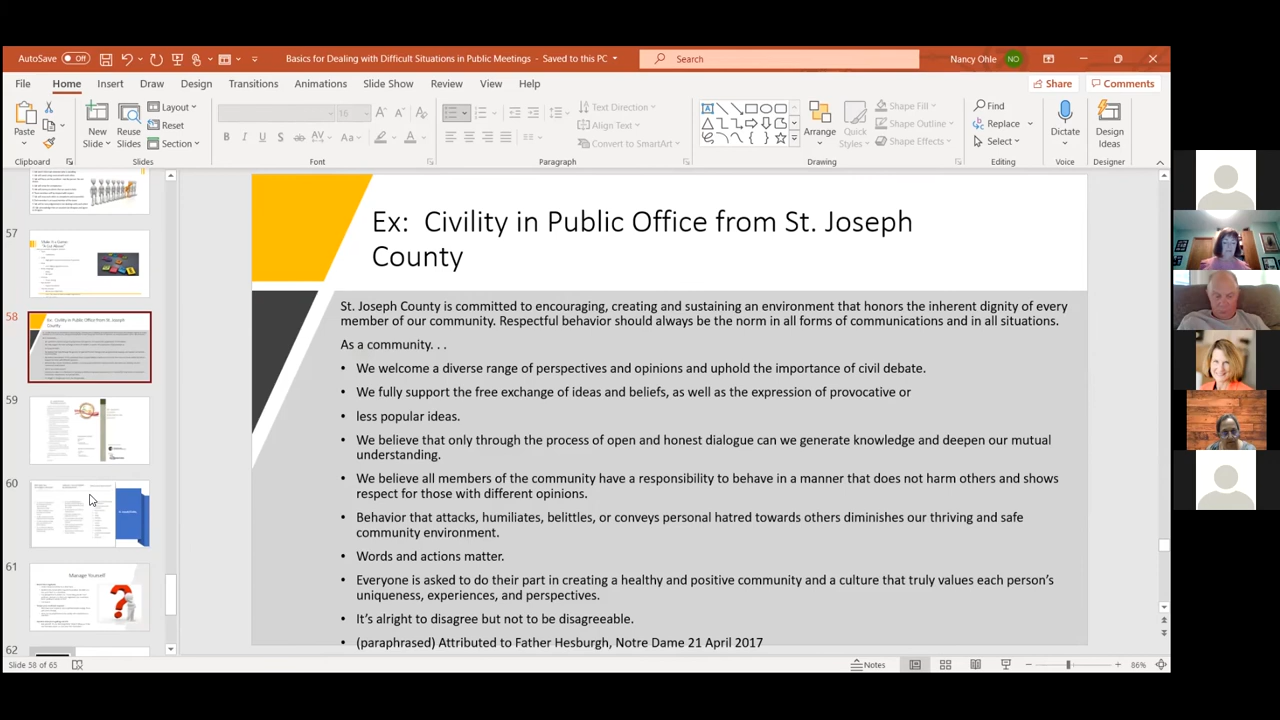 AutoSave Off
Basics for Dealing with Difficult Situations in Public Meetings - Saved to this PC
Search
Nancy Ohle NO
File Home Insert Draw Design Transitions Animations Slide Show Review View Help
Share Comments
Paste
Clipboard
New Slides
Reuse Slides
Layout
Reset
Section
Slides
16
Font
Text Direction
Align Text
Convert to SmartArt
Paragraph
Arrange
Quick Styles
Shape Fill
Shape Outline
Shape Effects
Drawing
Find
Replace
Select
Editing
Dictate
Voice
Design Ideas
Designer
57
58
59
60
61
Manage Yourself
62
Ex: Civility in Public Office from St. Joseph
County
St. Joseph County is committed to encouraging, creating and sustaining an environment that honors the inherent dignity of every
member of our community. Respectful behavior should always be the norm in all forms of communications and in all situations.
As a community. . .
• We welcome a diverse range of perspectives and opinions and uphold the importance of civil debate.
• We fully support the free exchange of ideas and beliefs, as well as the expression of provocative or
• less popular ideas.
• We believe that only through the process of open and honest dialogue can we generate knowledge and deepen our mutual
understanding.
• We believe all members of the community have a responsibility to behave in a manner that does not harm others and shows
respect for those with different opinions.
• Behavior that attacks, humiliates, belittles, or conveys personal hatred towards others diminishes our thriving and safe
community environment.
• Words and actions matter.
• Everyone is asked to do their part in creating a healthy and positive community and a culture that truly values each person's
uniqueness, experiences, and perspectives.
• It's alright to disagree but not to be disagreeable.
• (paraphrased) Attributed to Father Hesburgh, Notre Dame 21 April 2017
Slide 58 of 65
Notes
86%